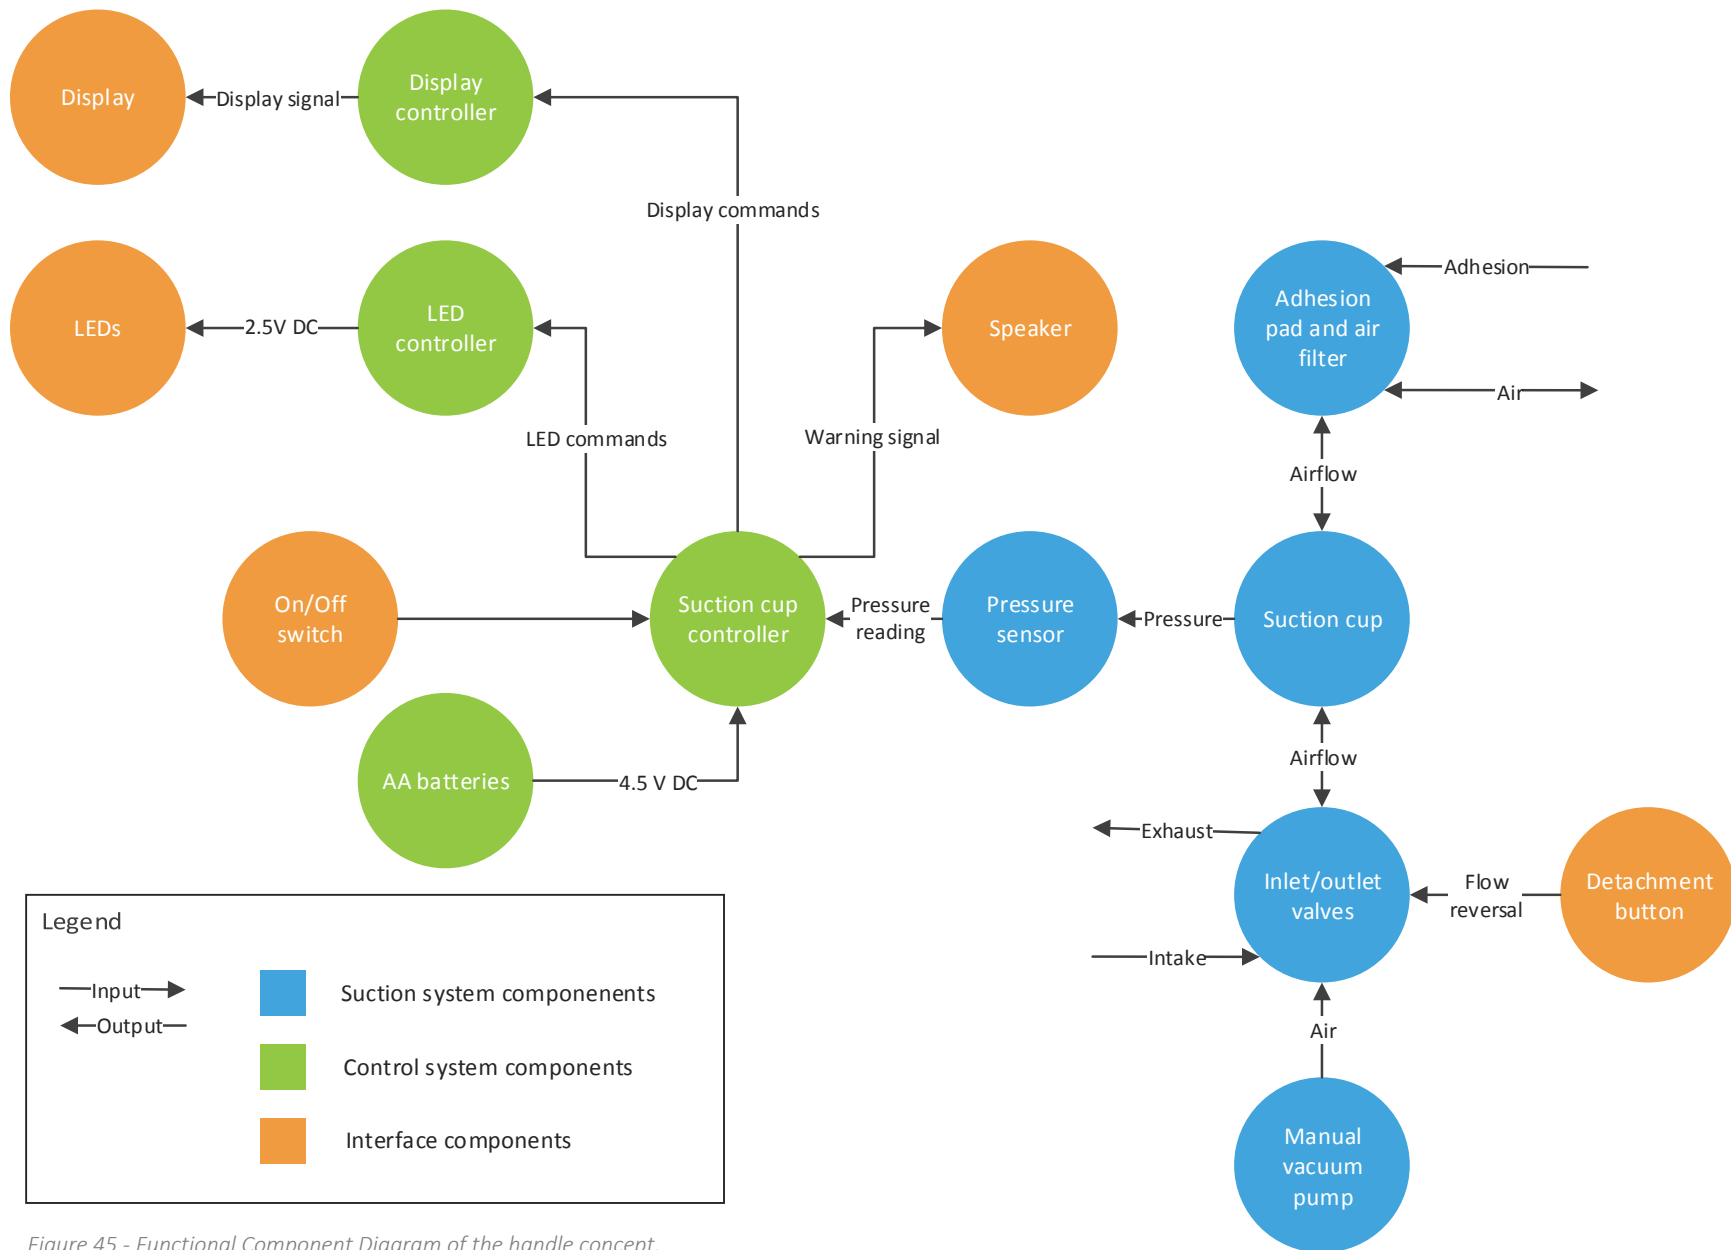 Display
Display signal
Display
controller
Display commands
LEDs
2.5V DC
LED
controller
LED commands
Speaker
Warning signal
Adhesion
pad and air
filter
Adhesion
Air
Airflow
On/Off
switch
Suction cup
controller
Pressure
reading
Pressure
sensor
Pressure
Suction cup
AA batteries
4.5 V DC
Airflow
Exhaust
Inlet/outlet
valves
Intake
Flow
reversal
Detachment
button
Air
Manual
vacuum
pump
Legend
Input
Output
Suction system componenents
Control system components
Interface components
Figure 45 - Functional Component Diagram of the handle concept.